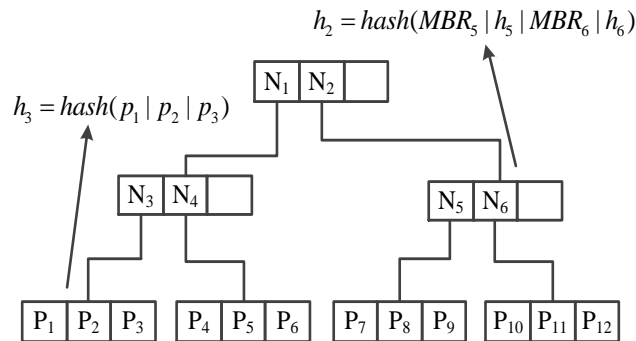 h₂ = hash(MBR₅ | h₅ | MBR₆ | h₆)
N₁ N₂
h₃ = hash(p₁ | p₂ | p₃)
N₃ N₄ N₅ N₆
P₁ P₂ P₃ P₄ P₅ P₆ P₇ P₈ P₉ P₁₀ P₁₁ P₁₂